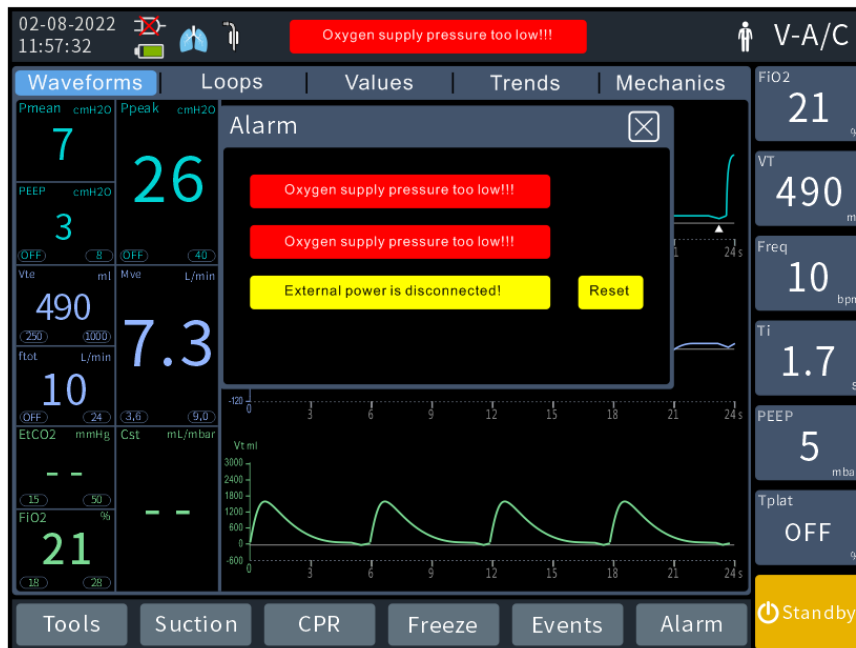 02-08-2022
11:57:32
Oxygen supply pressure too low!!!
V-A/C
Waveforms | Loops | Values | Trends | Mechanics
Pmean cmH2O
7
Ppeak cmH2O
26
OFF 40
PEEP cmH2O
3
OFF 8
Vte ml
490
250 1000
Mve L/min
7.3
3,6 9,0
ftot L/min
10
OFF 24
EtCO2 mmHg
--
15 50
Cst mL/mbar
--
FiO2 %
21
18 28
Alarm
Oxygen supply pressure too low!!!
Oxygen supply pressure too low!!!
External power is disconnected!
Reset
24 s
-120
0 3 6 9 12 15 18 21 24 s
Vt ml
3000
2400
1800
1200
600
0
-600
0 3 6 9 12 15 18 21 24 s
FiO2
21
VT
490
Freq
10
bpm
Ti
1.7
s
PEEP
5
mba
Tplat
OFF
Standby
Tools
Suction
CPR
Freeze
Events
Alarm